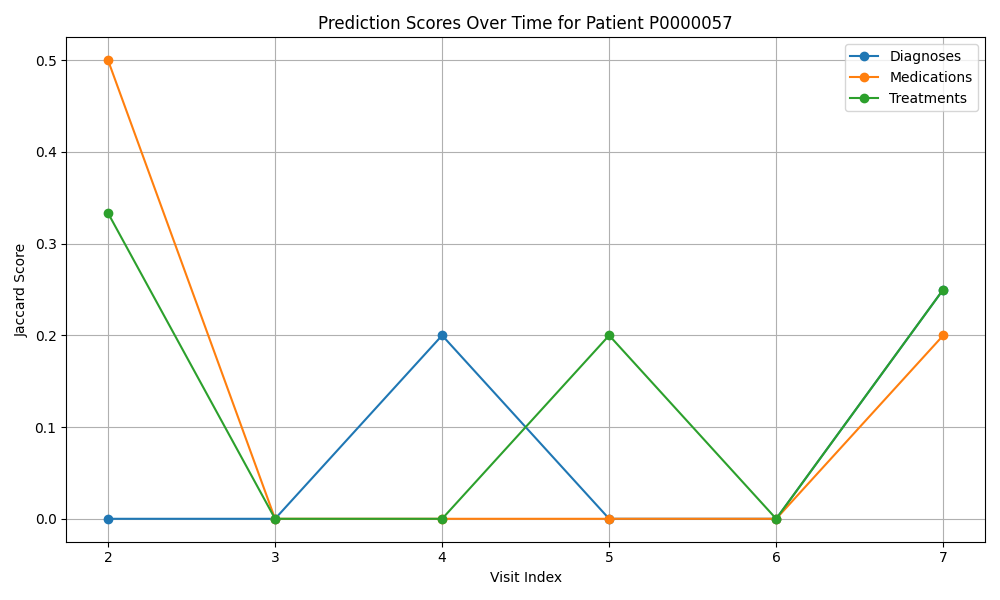 Prediction Scores Over Time for Patient P0000057
Diagnoses
Medications
Treatments
Jaccard Score
0.5
0.4
0.3
0.2
0.1
0.0
2 3 4 5 6 7
Visit Index